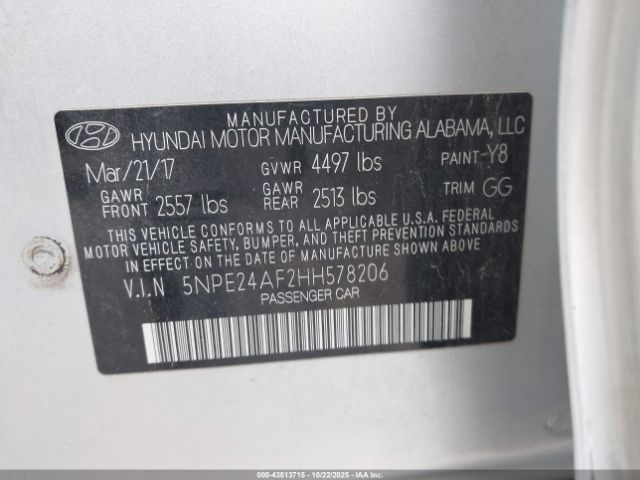 MANUFACTURED BY
HYUNDAI MOTOR MANUFACTURING ALABAMA, LLC
Mar/21/17 GVWR 4497 lbs PAINT Y8
GAWR FRONT 2557 lbs GAWR REAR 2513 lbs TRIM GG
THIS VEHICLE CONFORMS TO ALL APPLICABLE U.S.A. FEDERAL
MOTOR VEHICLE SAFETY, BUMPER, AND THEFT PREVENTION STANDARDS
IN EFFECT ON THE DATE OF MANUFACTURE SHOWN ABOVE.
V.I.N 5NPE24AF2HH578206
PASSENGER CAR
000-43513715 - 10/22/2025 - COPYRIGHT IAA, LLC.